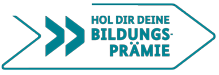 HOL DIR DEINE
BILDUNGS-
PRÄMIE